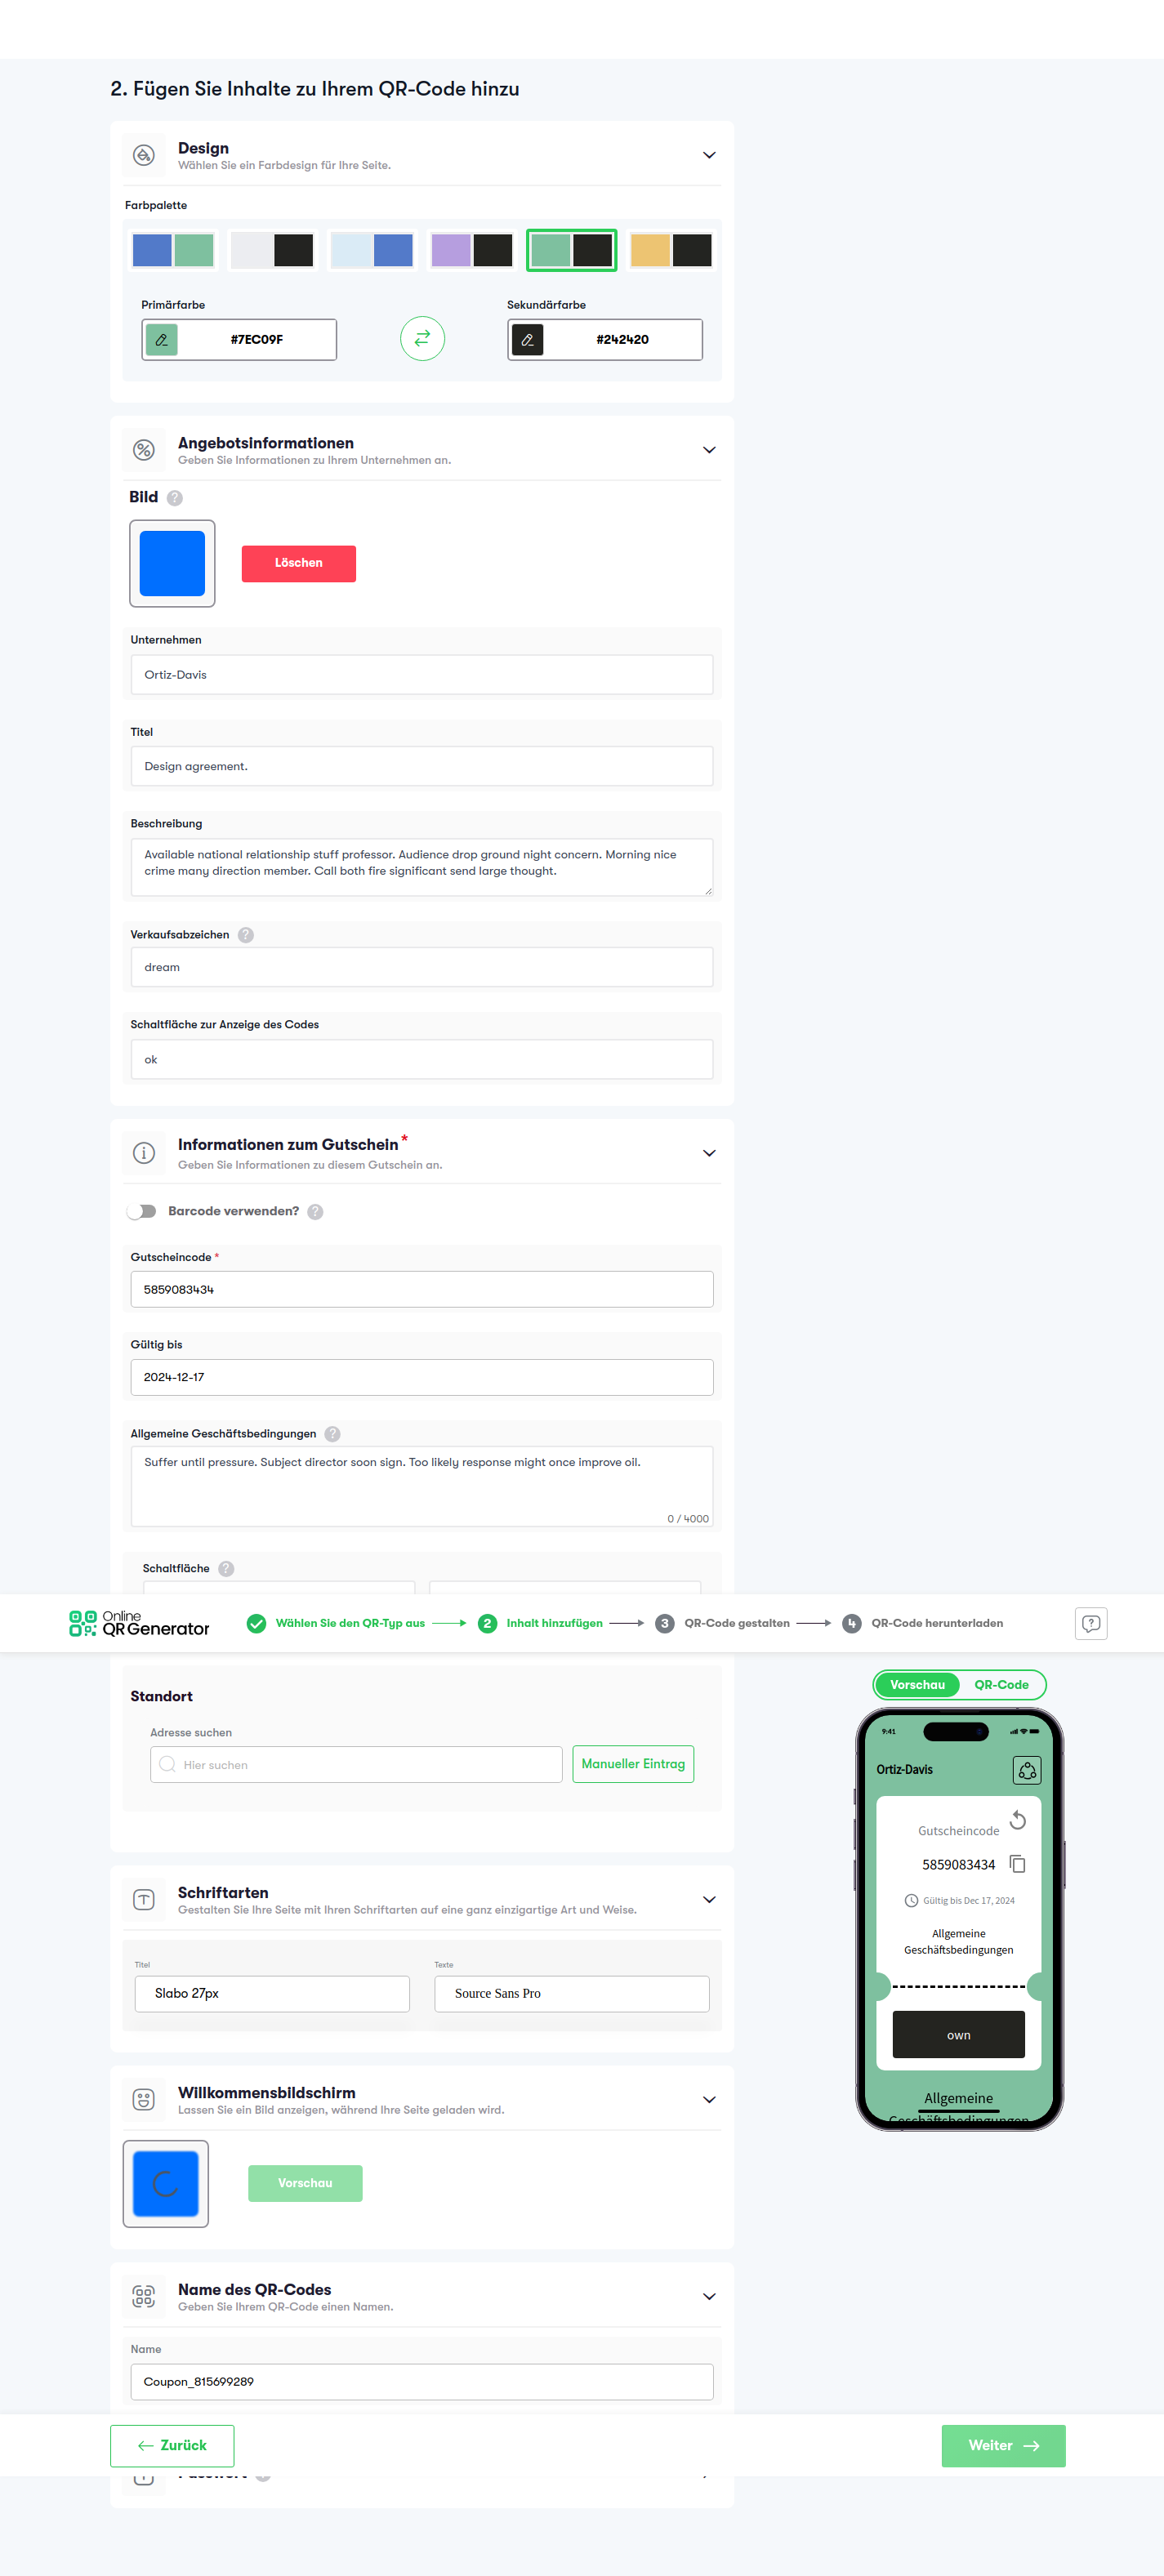 2. Fügen Sie Inhalte zu Ihrem QR-Code hinzu
Design
Wählen Sie ein Farbdesign für Ihre Seite.
Farbpalette
Primärfarbe
#7EC09F
Sekundärfarbe
#242420
Angebotsinformationen
Geben Sie Informationen zu Ihrem Unternehmen an.
Bild ?
Löschen
Unternehmen
Ortiz-Davis
Titel
Design agreement.
Beschreibung
Available national relationship stuff professor. Audience drop ground night concern. Morning nice
crime many direction member. Call both fire significant send large thought.
Verkaufsabzeichen ?
dream
Schaltfläche zur Anzeige des Codes
ok
Informationen zum Gutschein *
Geben Sie Informationen zu diesem Gutschein an.
Barcode verwenden? ?
Gutscheincode *
5859083434
Gültig bis
2024-12-17
Allgemeine Geschäftsbedingungen ?
Suffer until pressure. Subject director soon sign. Too likely response might once improve oil.
0 / 4000
Schaltfläche ?
Online
QR Generator
Wählen Sie den QR-Typ aus
2 Inhalt hinzufügen
3 QR-Code gestalten
4 QR-Code herunterladen
Standort
Adresse suchen
Hier suchen
Manueller Eintrag
Schriftarten
Gestalten Sie Ihre Seite mit Ihren Schriftarten auf eine ganz einzigartige Art und Weise.
Titel
Slabo 27px
Texte
Source Sans Pro
Willkommensbildschirm
Lassen Sie ein Bild anzeigen, während Ihre Seite geladen wird.
Vorschau
Name des QR-Codes
Geben Sie Ihrem QR-Code einen Namen.
Name
Coupon_815699289
Zurück
Weiter
Passwort
Vorschau
QR-Code
9:41
Ortiz-Davis
Gutscheincode
5859083434
Gültig bis Dec 17, 2024
Allgemeine
Geschäftsbedingungen
own
Allgemeine
Geschäftsbedingungen